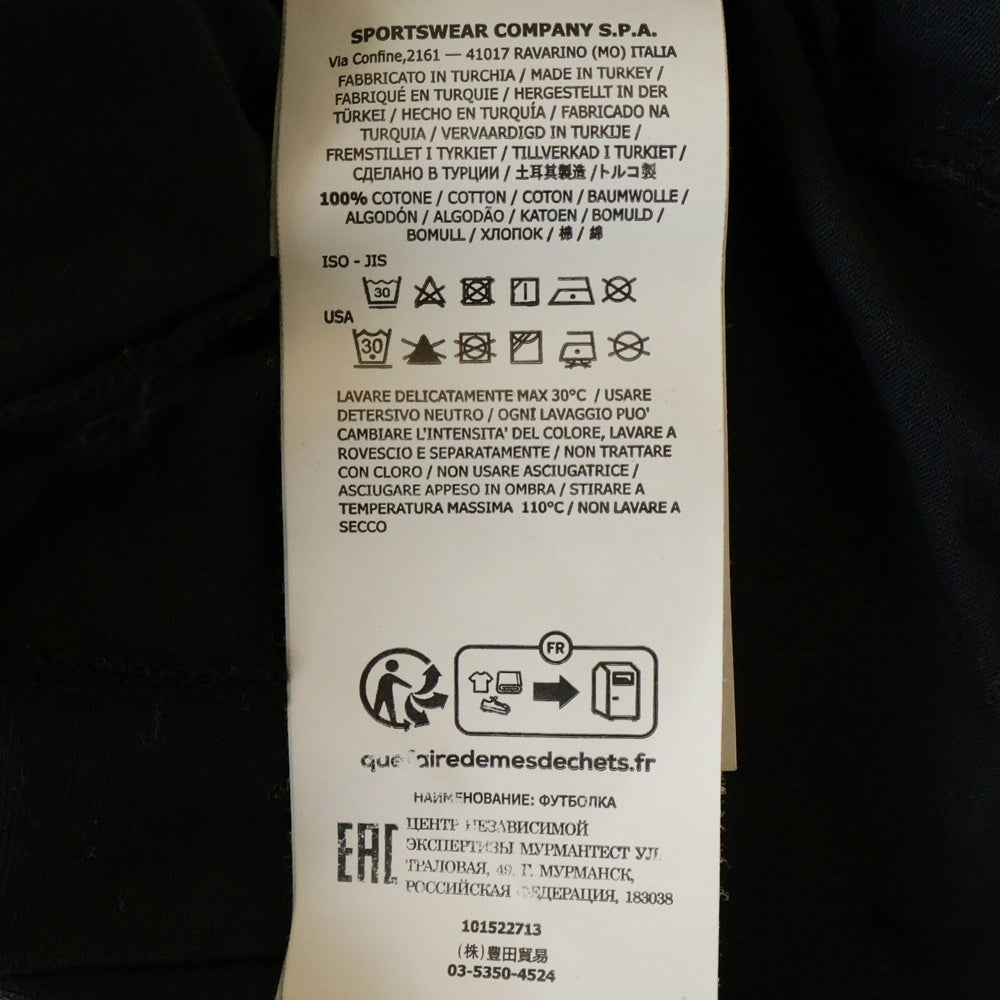 SPORTSWEAR COMPANY S.P.A.
Via Confine,2161 — 41017 RAVARINO (MO) ITALIA
FABBRICATO IN TURCHIA / MADE IN TURKEY /
FABRIQUÉ EN TURQUIE / HERGESTELLT IN DER
TÜRKEI / HECHO EN TURQUÍA / FABRICADO NA
TURQUIA / VERVAARDIGD IN TURKIJE /
FREMSTILLET I TYRKIET / TILLVERKAD I TURKIET /
СДЕЛАНО В ТУРЦИИ / 土耳其製造 / トルコ製
100% COTONE / COTTON / COTON / BAUMWOLLE /
ALGODÓN / ALGODÃO / KATOEN / BOMULD /
BOMULL / ХЛОПОК / 棉 / 綿
ISO - JIS
30
USA
30
LAVARE DELICATAMENTE MAX 30°C / USARE
DETERSIVO NEUTRO / OGNI LAVAGGIO PUO'
CAMBIARE L'INTENSITA' DEL COLORE, LAVARE A
ROVESCIO E SEPARATAMENTE / NON TRATTARE
CON CLORO / NON USARE ASCIUGATRICE /
ASCIUGARE APPESO IN OMBRA / STIRARE A
TEMPERATURA MASSIMA 110°C / NON LAVARE A
SECCO
FR
quefairedemesdechets.fr
НАИМЕНОВАНИЕ: ФУТБОЛКА
EAC
ЦЕНТР НЕЗАВИСИМОЙ
ЭКСПЕРТИЗЫ МУРМАНТЕСТ УЛ.
ТРАЛОВАЯ, 49. Г. МУРМАНСК,
РОССИЙСКАЯ ФЕДЕРАЦИЯ, 183038
101522713
(株)豊田貿易
03-5350-4524